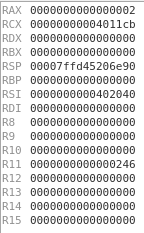 RAX 0000000000000002
RCX 00000000004011cb
RDX 0000000000000000
RBX 0000000000000000
RSP 00007ffd45206e90
RBP 0000000000000000
RSI 0000000000402040
RDI 0000000000000000
R8 0000000000000000
R9 0000000000000000
R10 0000000000000000
R11 0000000000000246
R12 0000000000000000
R13 0000000000000000
R14 0000000000000000
R15 0000000000000000